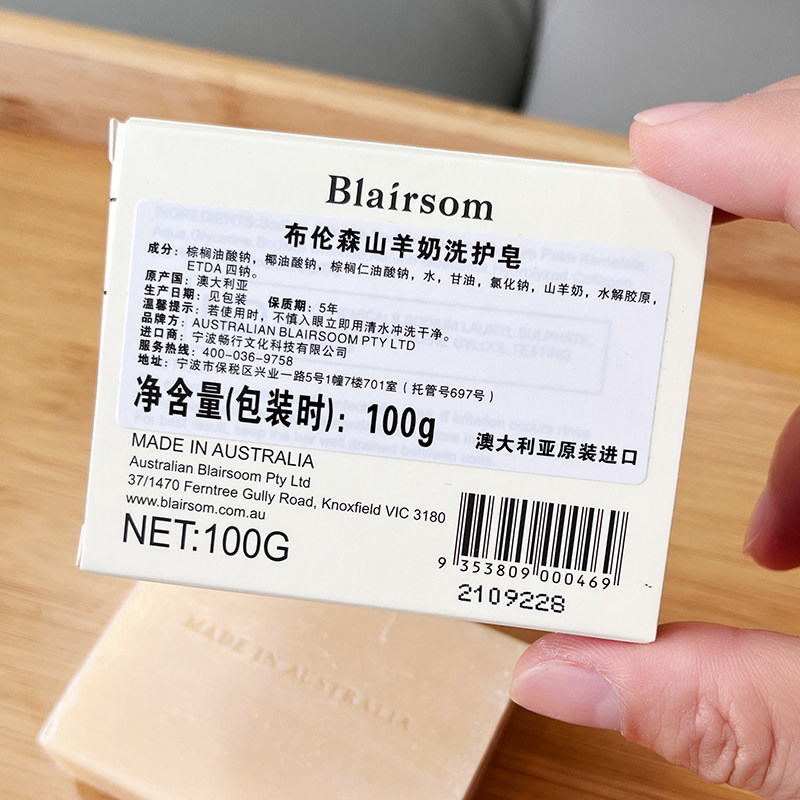 Blairsom
布伦森山羊奶洗护皂
成分：棕榈油酸钠，椰油酸钠，棕榈仁油酸钠，水，甘油，氯化钠，山羊奶，水解胶原，
ETDA 四钠。
原产国：澳大利亚
生产日期：见包装 保质期：5年
温馨提示：若使用时，不慎入眼立即用清水冲洗干净。
品牌方：AUSTRALIAN BLAIRSOOM PTY LTD
进口商：宁波畅行文化科技有限公司
服务热线：400-036-9758
地址：宁波市保税区兴业一路5号1幢7楼701室（托管号697号）
净含量(包装时)：100g
澳大利亚原装进口
MADE IN AUSTRALIA
Australian Blairsoom Pty Ltd
37/1470 Ferntree Gully Road, Knoxfield VIC 3180
www.blairsom.com.au
NET:100G
9 353809 000469
2109228
MADE IN AUSTRALIA